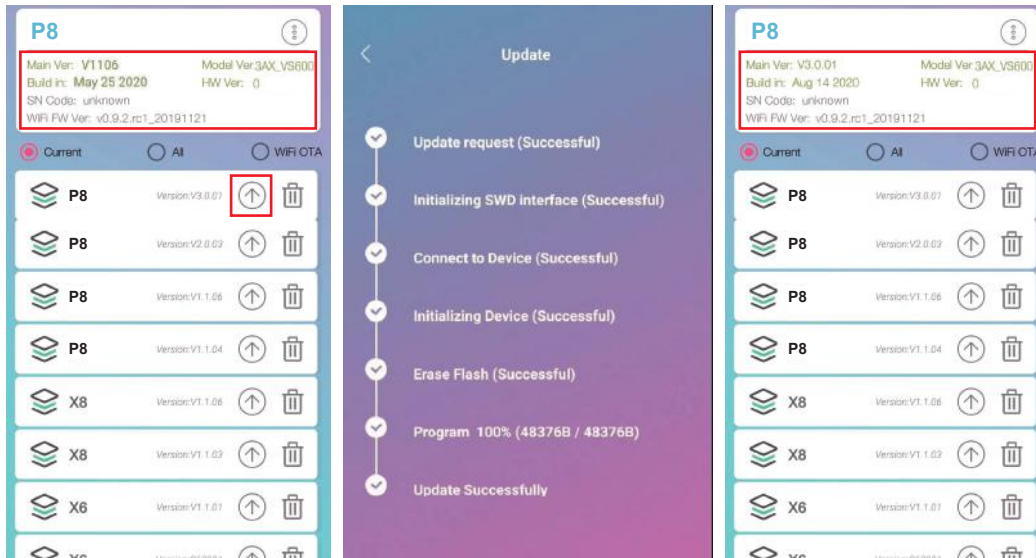 P8
Main Ver: V1106 Model Ver:3AX_VS600
Build in: May 25 2020 HW Ver: 0
SN Code: unknown
WiFi FW Ver: v0.9.2.rc1_20191121
Current All WiFi OTA
P8 Version:V3.0.01
P8 Version:V2.0.03
P8 Version:V1.1.06
P8 Version:V1.1.04
X8 Version:V1.1.06
X8 Version:V1.1.03
X6 Version:V1.1.01
Update
Update request (Successful)
Initializing SWD interface (Successful)
Connect to Device (Successful)
Initializing Device (Successful)
Erase Flash (Successful)
Program 100% (48376B / 48376B)
Update Successfully
P8
Main Ver: V3.0.01 Model Ver:3AX_VS600
Build in: Aug 14 2020 HW Ver: 0
SN Code: unknown
WiFi FW Ver: v0.9.2.rc1_20191121
Current All WiFi OTA
P8 Version:V3.0.01
P8 Version:V2.0.03
P8 Version:V1.1.06
P8 Version:V1.1.04
X8 Version:V1.1.06
X8 Version:V1.1.03
X6 Version:V1.1.01